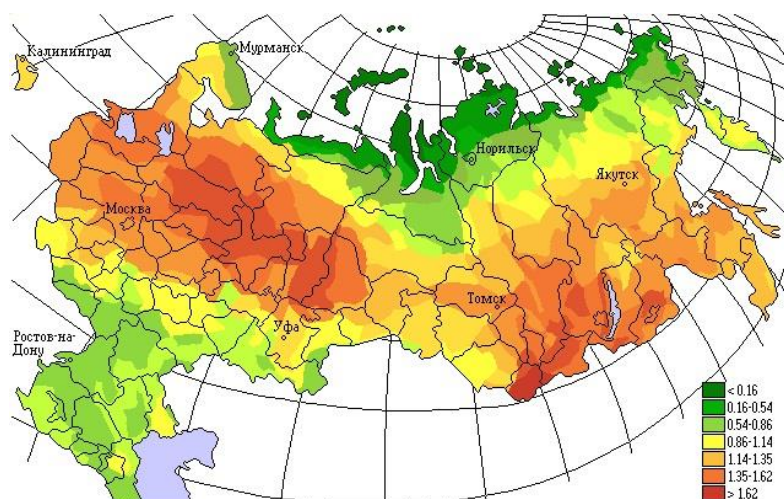 Калининград
Мурманск
Норильск
Якутск
Москва
Томск
Уфа
Ростов-на-
Дону
< 0.16
0.16-0.54
0.54-0.86
0.86-1.14
1.14-1.35
1.35-1.62
> 1.62